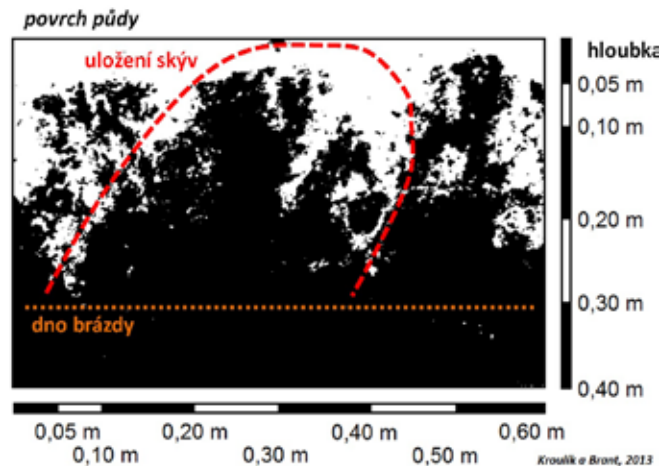 povrch půdy
uložení skýv
hloubka
0,05 m
0,10 m
0,20 m
0,30 m
0,40 m
dno brázdy
0,05 m 0,20 m 0,40 m 0,60 m
0,10 m 0,30 m 0,50 m
Kroulík a Brant, 2013